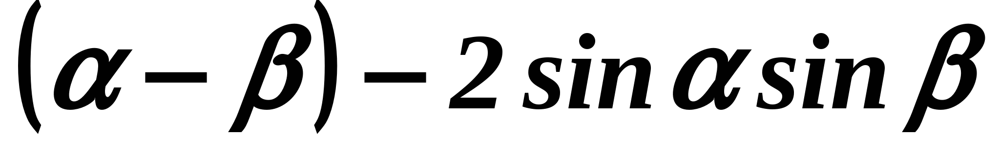 (α − β) − 2 sin α sin β